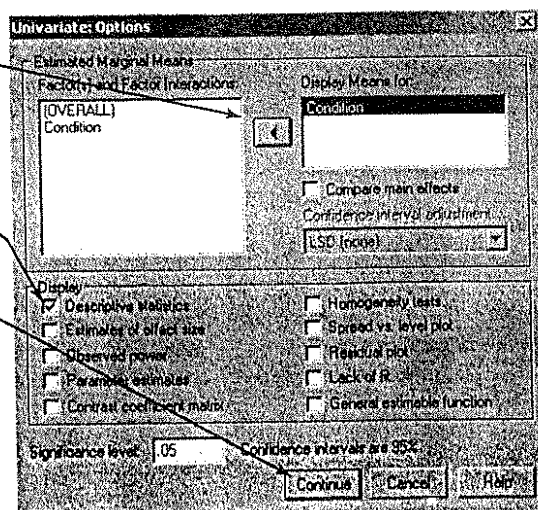 Univariate: Options
Estimated Marginal Means
Factor(s) and Factor Interactions:
(OVERALL)
Condition
Display Means for:
Condition
Compare main effects
Confidence interval adjustment:
LSD (none)
Display
Descriptive statistics
Estimates of effect size
Observed power
Parameter estimates
Contrast coefficient matrix
Homogeneity tests
Spread vs. level plot
Residual plot
Lack of fit
General estimable function
Significance level: .05 Confidence intervals are 95%
Continue Cancel Help